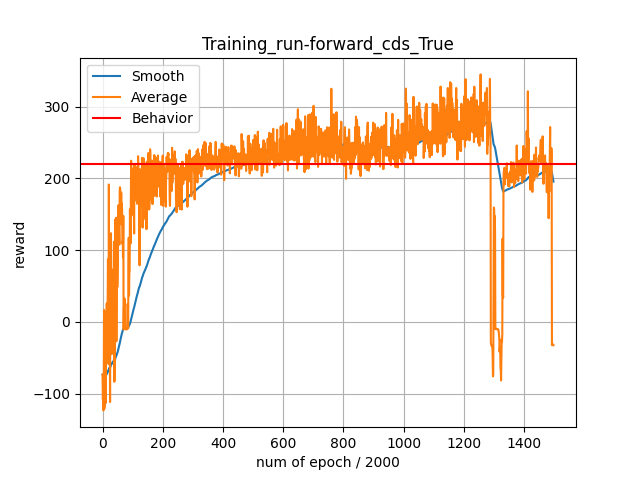 Training_run-forward_cds_True
Smooth
Average
Behavior
reward
300
200
100
0
−100
0
200
400
600
800
1000
1200
1400
num of epoch / 2000